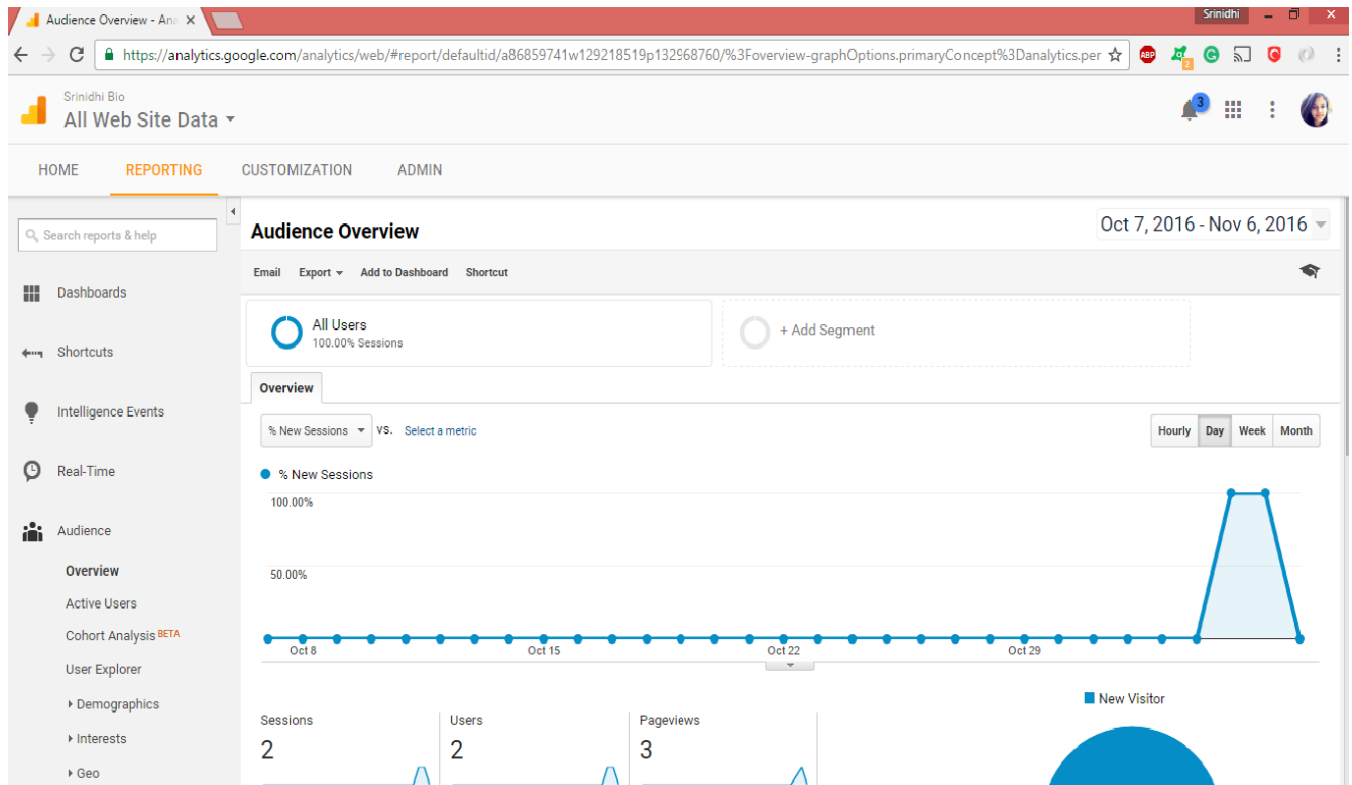 Audience Overview - Ana
Srinidhi
https://analytics.google.com/analytics/web/#report/defaultid/a86859741w129218519p132968760/%3Foverview-graphOptions.primaryConcept%3Danalytics.per
ABP
2
G
Srinidhi Bio
All Web Site Data
3
HOME REPORTING CUSTOMIZATION ADMIN
Search reports & help
Audience Overview
Oct 7, 2016 - Nov 6, 2016
Email Export Add to Dashboard Shortcut
Dashboards
All Users
100.00% Sessions
+ Add Segment
Shortcuts
Overview
Intelligence Events
% New Sessions VS. Select a metric
Hourly Day Week Month
Real-Time
% New Sessions
100.00%
Audience
Overview
50.00%
Active Users
Cohort Analysis BETA
Oct 8 Oct 15 Oct 22 Oct 29
User Explorer
Demographics
New Visitor
Sessions Users Pageviews
Interests
2 2 3
Geo